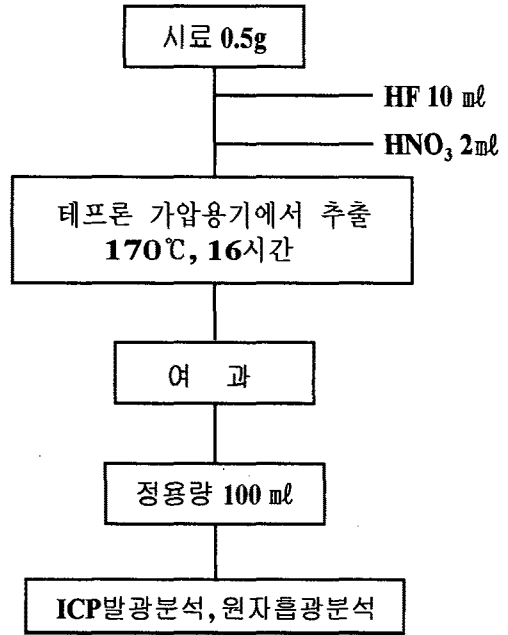 시료 0.5g
HF 10 ㎖
HNO₃ 2㎖
테프론 가압용기에서 추출
170℃, 16시간
여 과
정용량 100 ㎖
ICP발광분석, 원자흡광분석